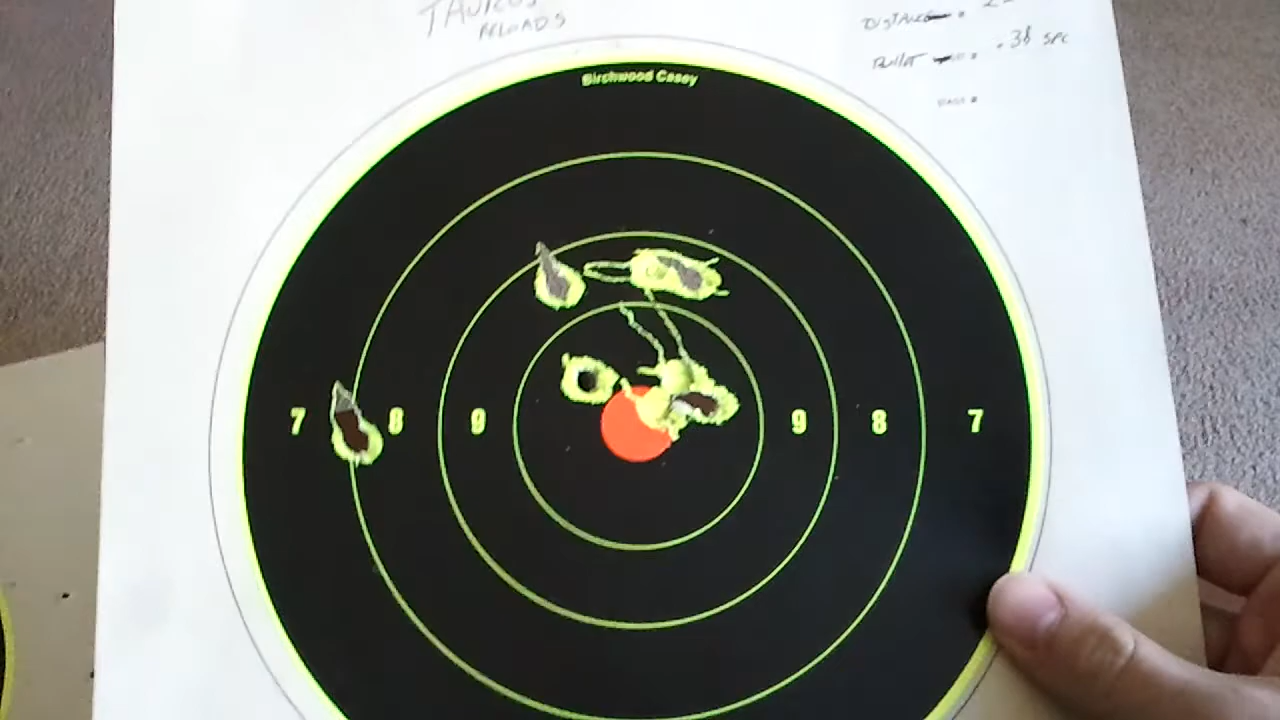 TAURUS
RELOADS
DISTANCE
BULLET .38 SPC
Birchwood Casey
7 8 9 9 8 7